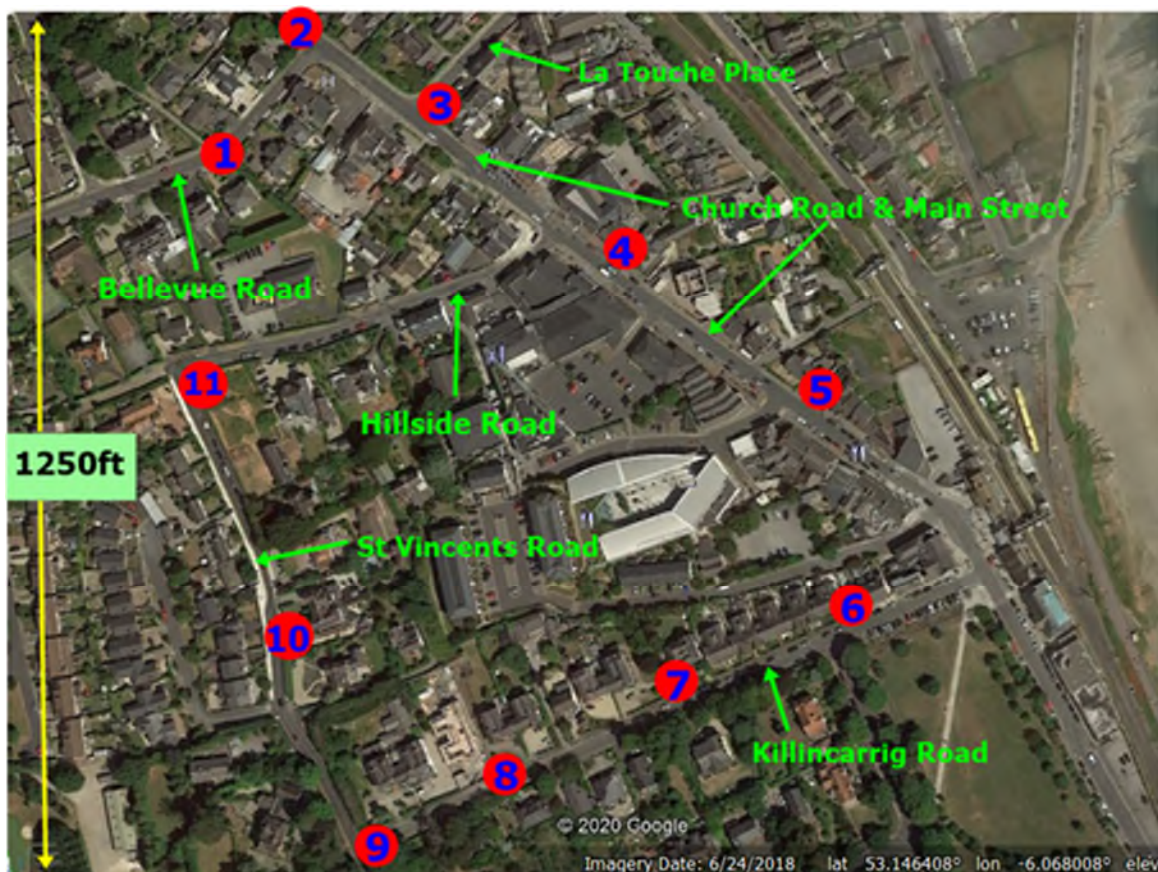 2
La Touche Place
3
1
Church Road & Main Street
4
Bellevue Road
11
5
Hillside Road
1250ft
St Vincents Road
6
10
7
Killincarrig Road
8
© 2020 Google
9
Imagery Date: 6/24/2018 lat 53.146408° lon -6.068008° elev